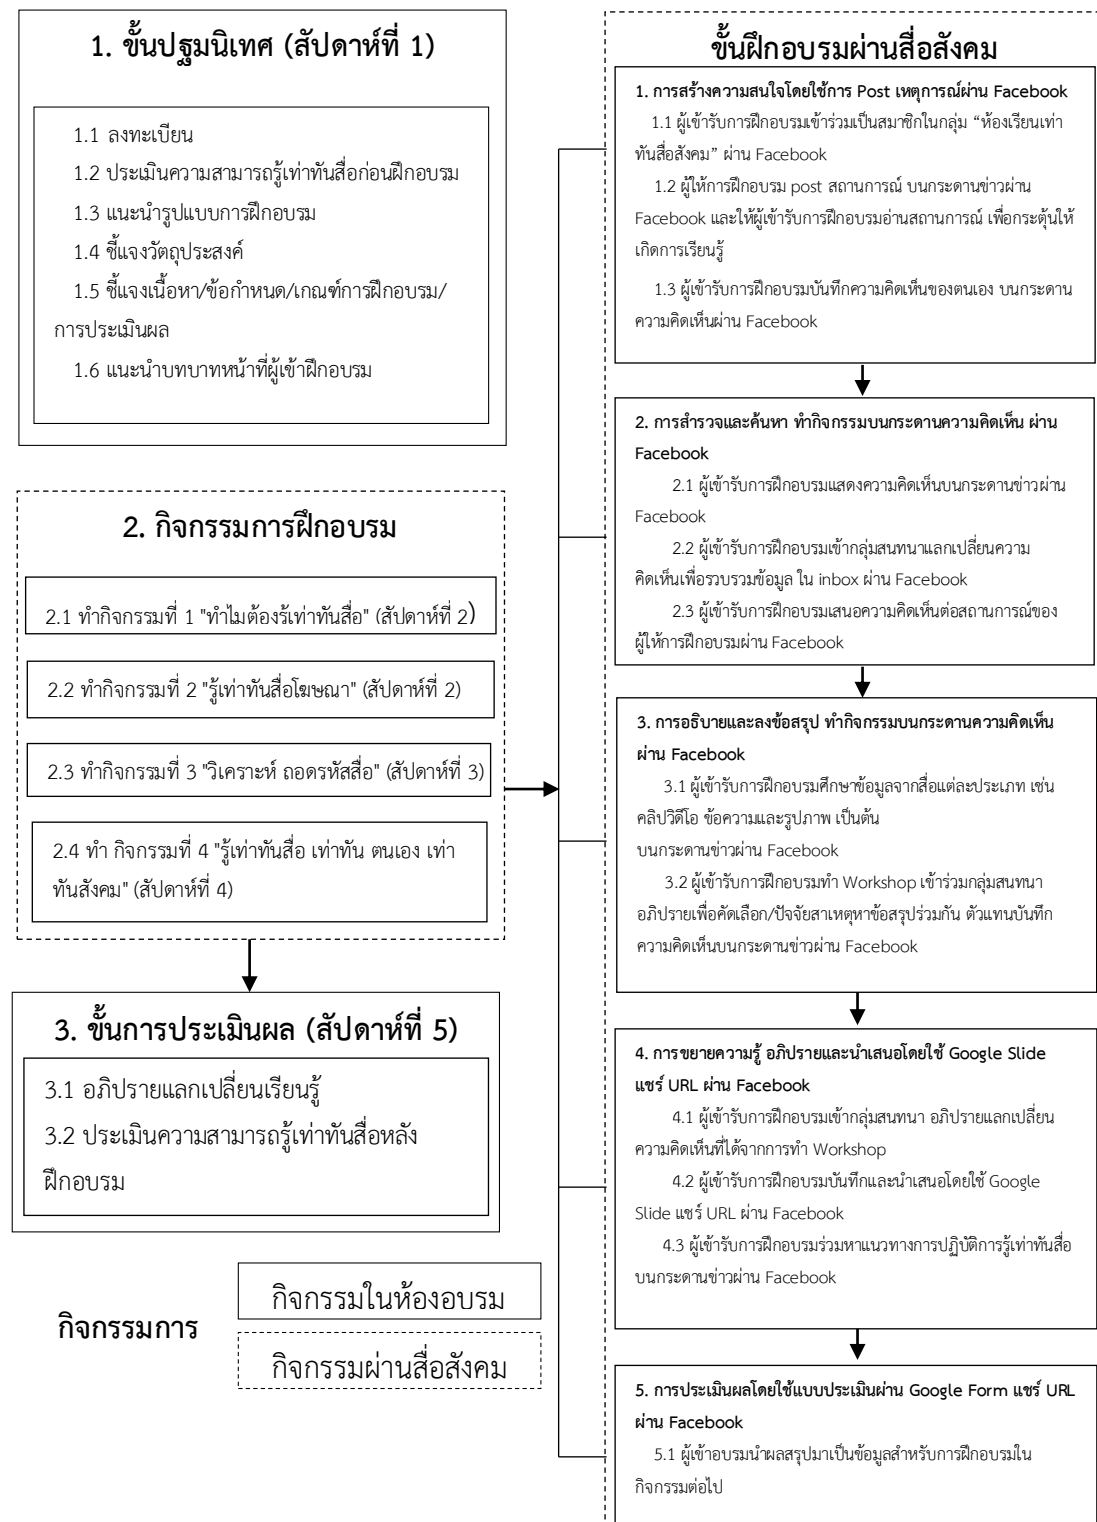 1. ขั้นปฐมนิเทศ (สัปดาห์ที่ 1)
1.1 ลงทะเบียน
1.2 ประเมินความสามารถรู้เท่าทันสื่อก่อนฝึกอบรม
1.3 แนะนำรูปแบบการฝึกอบรม
1.4 ชี้แจงวัตถุประสงค์
1.5 ชี้แจงเนื้อหา/ข้อกำหนด/เกณฑ์การฝึกอบรม/
การประเมินผล
1.6 แนะนำบทบาทหน้าที่ผู้เข้าฝึกอบรม
2. กิจกรรมการฝึกอบรม
2.1 ทำกิจกรรมที่ 1 "ทำไมต้องรู้เท่าทันสื่อ" (สัปดาห์ที่ 2)
2.2 ทำกิจกรรมที่ 2 "รู้เท่าทันสื่อโฆษณา" (สัปดาห์ที่ 2)
2.3 ทำกิจกรรมที่ 3 "วิเคราะห์ ถอดรหัสสื่อ" (สัปดาห์ที่ 3)
2.4 ทำ กิจกรรมที่ 4 "รู้เท่าทันสื่อ เท่าทัน ตนเอง เท่า
ทันสังคม" (สัปดาห์ที่ 4)
3. ขั้นการประเมินผล (สัปดาห์ที่ 5)
3.1 อภิปรายแลกเปลี่ยนเรียนรู้
3.2 ประเมินความสามารถรู้เท่าทันสื่อหลัง
ฝึกอบรม
กิจกรรมการ
กิจกรรมในห้องอบรม
กิจกรรมผ่านสื่อสังคม
ขั้นฝึกอบรมผ่านสื่อสังคม
1. การสร้างความสนใจโดยใช้การ Post เหตุการณ์ผ่าน Facebook
1.1 ผู้เข้ารับการฝึกอบรมเข้าร่วมเป็นสมาชิกในกลุ่ม “ห้องเรียนเท่า
ทันสื่อสังคม” ผ่าน Facebook
1.2 ผู้ให้การฝึกอบรม post สถานการณ์ บนกระดานข่าวผ่าน
Facebook และให้ผู้เข้ารับการฝึกอบรมอ่านสถานการณ์ เพื่อกระตุ้นให้
เกิดการเรียนรู้
1.3 ผู้เข้ารับการฝึกอบรมบันทึกความคิดเห็นของตนเอง บนกระดาน
ความคิดเห็นผ่าน Facebook
2. การสำรวจและค้นหา ทำกิจกรรมบนกระดานความคิดเห็น ผ่าน
Facebook
2.1 ผู้เข้ารับการฝึกอบรมแสดงความคิดเห็นบนกระดานข่าวผ่าน
Facebook
2.2 ผู้เข้ารับการฝึกอบรมเข้ากลุ่มสนทนาแลกเปลี่ยนความ
คิดเห็นเพื่อรวบรวมข้อมูล ใน inbox ผ่าน Facebook
2.3 ผู้เข้ารับการฝึกอบรมเสนอความคิดเห็นต่อสถานการณ์ของ
ผู้ให้การฝึกอบรมผ่าน Facebook
3. การอธิบายและลงข้อสรุป ทำกิจกรรมบนกระดานความคิดเห็น
ผ่าน Facebook
3.1 ผู้เข้ารับการฝึกอบรมศึกษาข้อมูลจากสื่อแต่ละประเภท เช่น
คลิปวิดีโอ ข้อความและรูปภาพ เป็นต้น
บนกระดานข่าวผ่าน Facebook
3.2 ผู้เข้ารับการฝึกอบรมทำ Workshop เข้าร่วมกลุ่มสนทนา
อภิปรายเพื่อคัดเลือก/ปัจจัยสาเหตุหาข้อสรุปร่วมกัน ตัวแทนบันทึก
ความคิดเห็นบนกระดานข่าวผ่าน Facebook
4. การขยายความรู้ อภิปรายและนำเสนอโดยใช้ Google Slide
แชร์ URL ผ่าน Facebook
4.1 ผู้เข้ารับการฝึกอบรมเข้ากลุ่มสนทนา อภิปรายแลกเปลี่ยน
ความคิดเห็นที่ได้จากการทำ Workshop
4.2 ผู้เข้ารับการฝึกอบรมบันทึกและนำเสนอโดยใช้ Google
Slide แชร์ URL ผ่าน Facebook
4.3 ผู้เข้ารับการฝึกอบรมร่วมหาแนวทางการปฏิบัติการรู้เท่าทันสื่อ
บนกระดานข่าวผ่าน Facebook
5. การประเมินผลโดยใช้แบบประเมินผ่าน Google Form แชร์ URL
ผ่าน Facebook
5.1 ผู้เข้าอบรมนำผลสรุปมาเป็นข้อมูลสำหรับการฝึกอบรมใน
กิจกรรมต่อไป